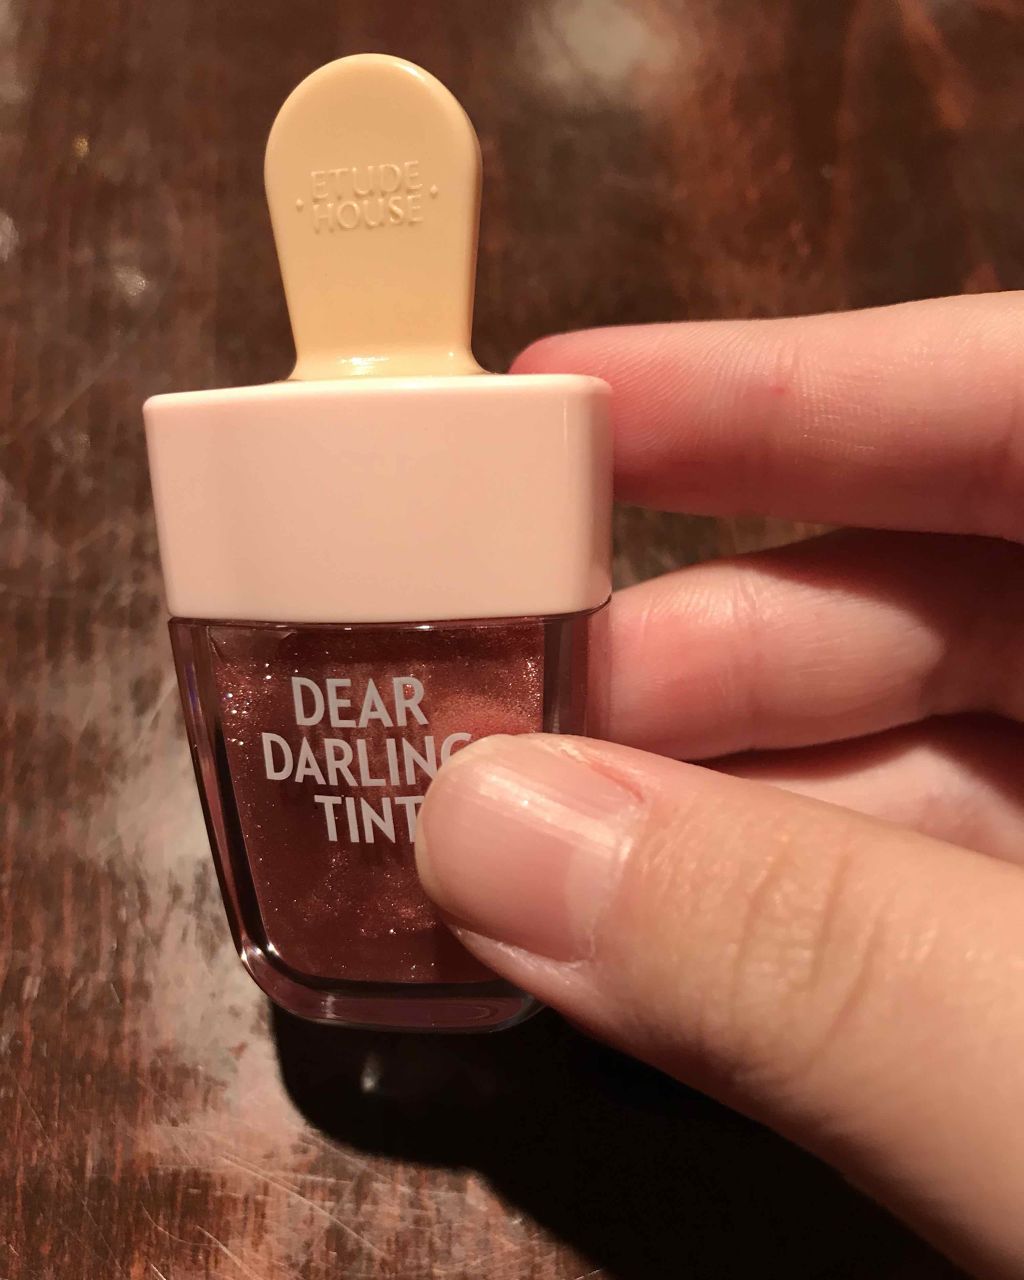 ETUDE
· HOUSE ·
DEAR
DARLING
TINT